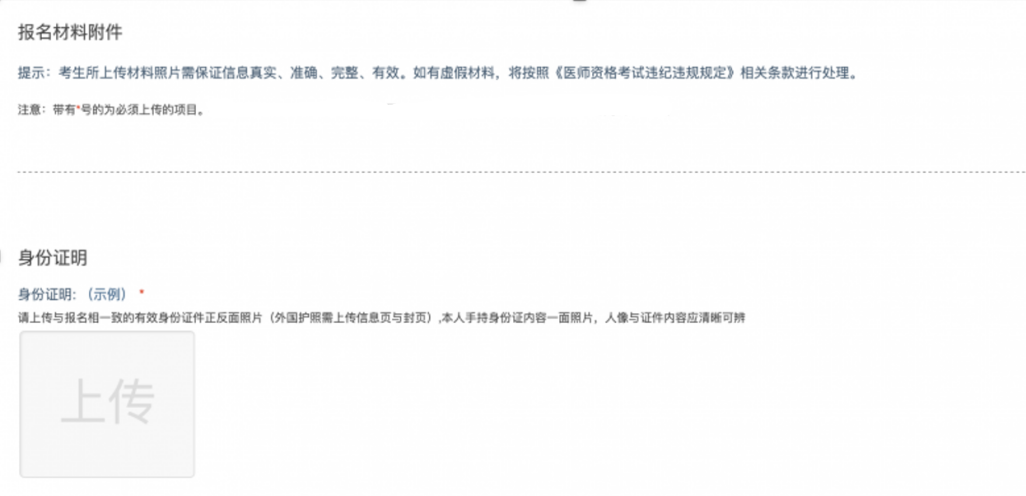 报名材料附件
提示：考生所上传材料照片需保证信息真实、准确、完整、有效。如有虚假材料，将按照《医师资格考试违纪违规规定》相关条款进行处理。
注意：带有*号的为必须上传的项目。
身份证明
身份证明：（示例） *
请上传与报名相一致的有效身份证件正反面照片（外国护照需上传信息页与封页）,本人手持身份证内容一面照片，人像与证件内容应清晰可辨
上传